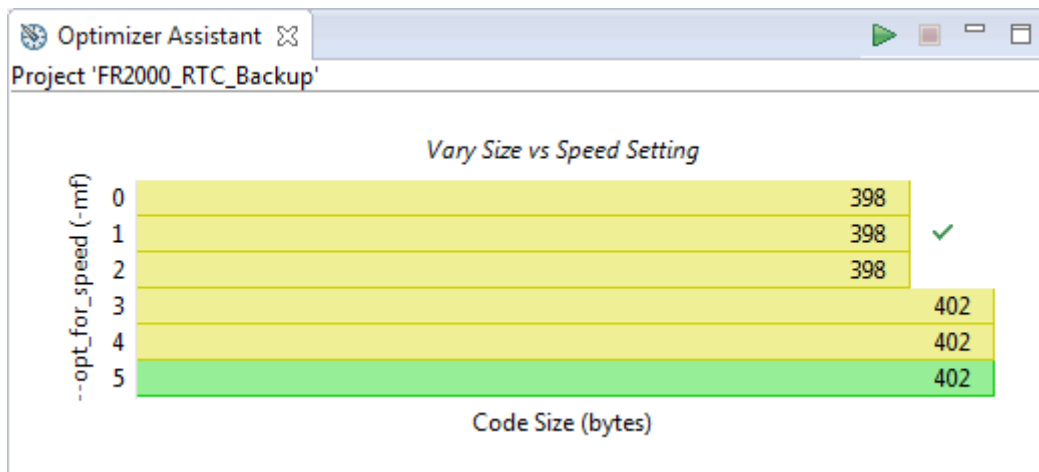 Optimizer Assistant
Project 'FR2000_RTC_Backup'
Vary Size vs Speed Setting
--opt_for_speed (-mf)
0 398
1 398
2 398
3 402
4 402
5 402
Code Size (bytes)